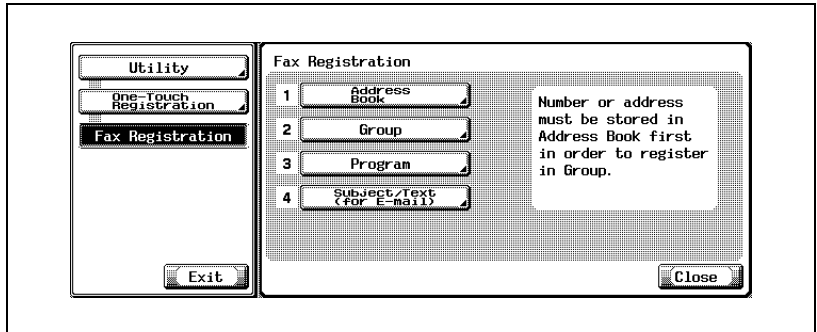 Utility
One-Touch
Registration
Fax Registration
Exit
Fax Registration
1 Address
Book
2 Group
3 Program
4 Subject/Text
(for E-mail)
Number or address
must be stored in
Address Book first
in order to register
in Group.
Close